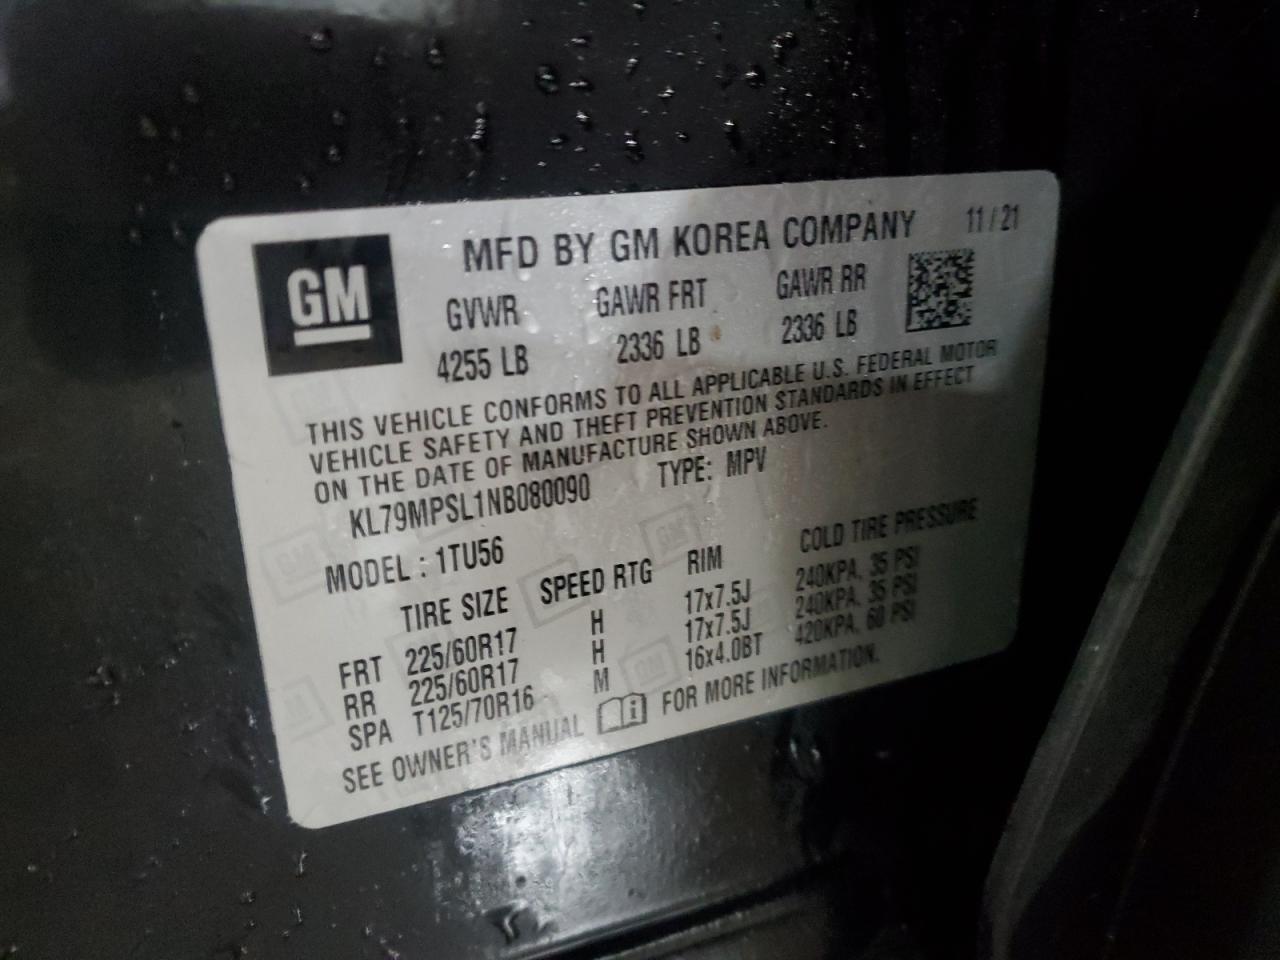 GM
MFD BY GM KOREA COMPANY 11/21
GVWR GAWR FRT GAWR RR
4255 LB 2336 LB 2336 LB
THIS VEHICLE CONFORMS TO ALL APPLICABLE U.S. FEDERAL MOTOR
VEHICLE SAFETY AND THEFT PREVENTION STANDARDS IN EFFECT
ON THE DATE OF MANUFACTURE SHOWN ABOVE.
KL79MPSL1NB080090 TYPE: MPV
MODEL : 1TU56
TIRE SIZE SPEED RTG RIM COLD TIRE PRESSURE
FRT 225/60R17 H 17x7.5J 240KPA, 35 PSI
RR 225/60R17 H 17x7.5J 240KPA, 35 PSI
SPA T125/70R16 M 16x4.0BT 420KPA, 60 PSI
SEE OWNER'S MANUAL FOR MORE INFORMATION.